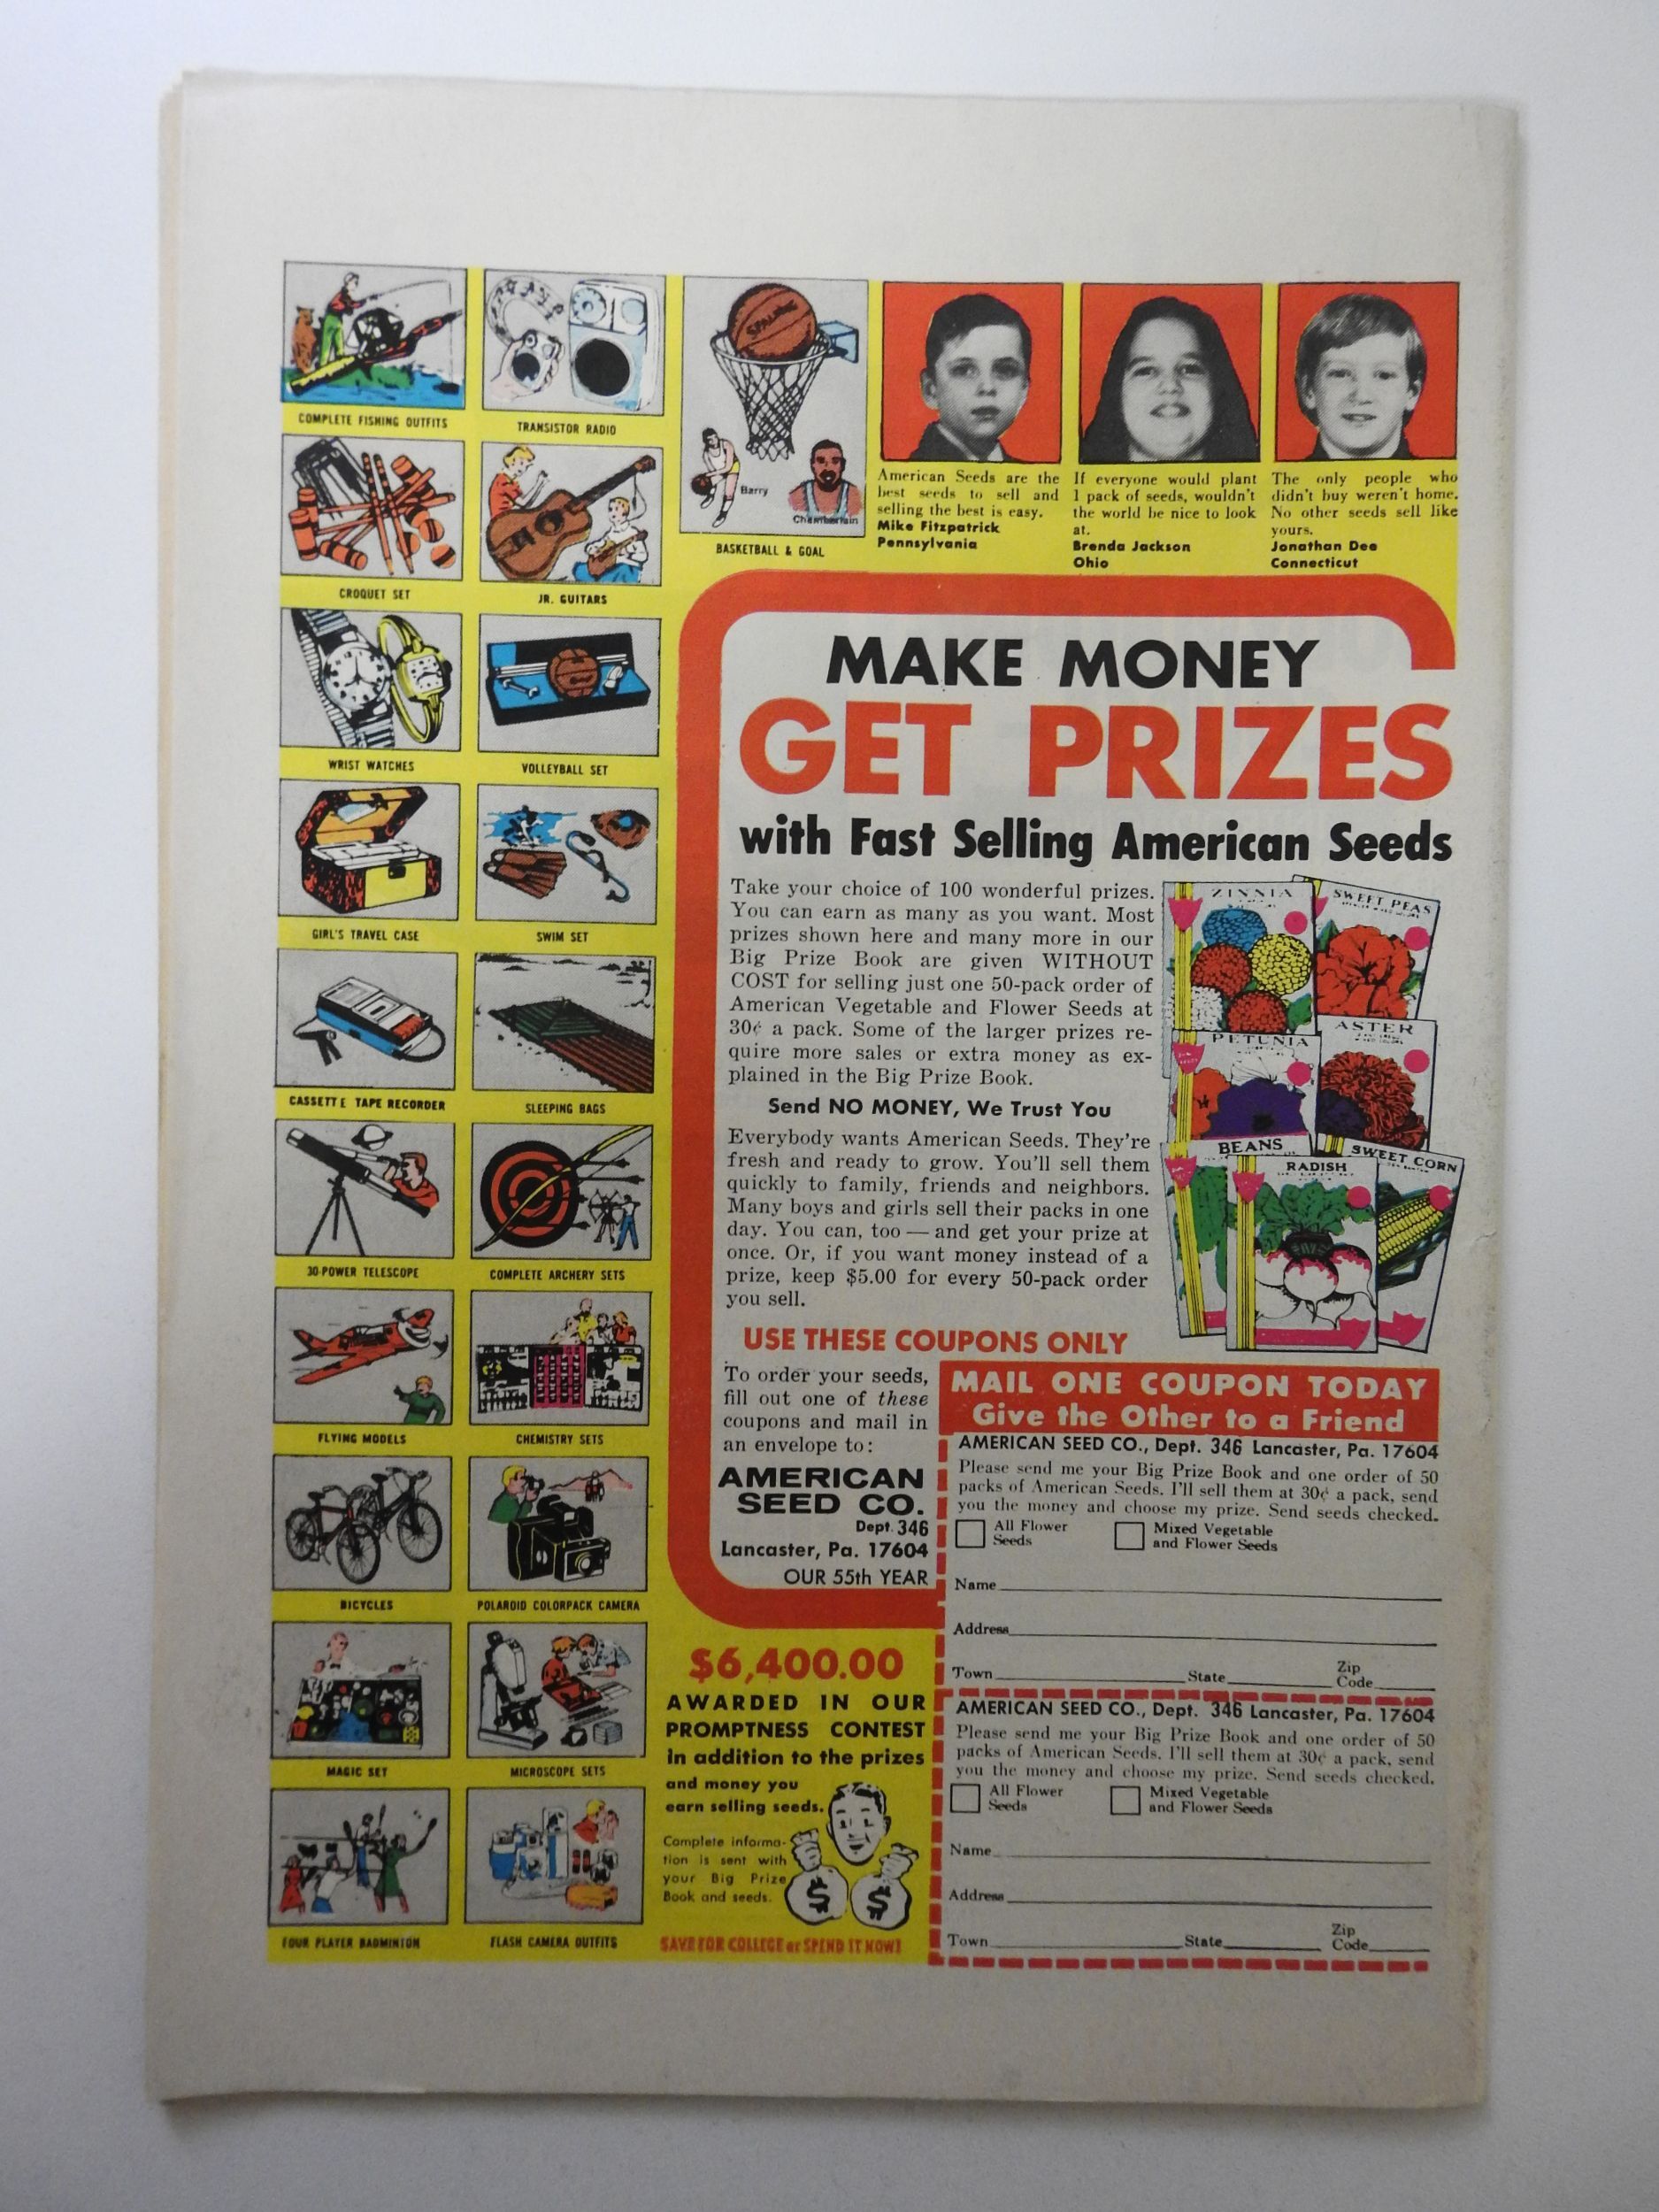 COMPLETE FISHING OUTFITS
TRANSISTOR RADIO
SPALDING
Barry
Chamberlain
BASKETBALL & GOAL
CROQUET SET
JR. GUITARS
WRIST WATCHES
VOLLEYBALL SET
GIRL'S TRAVEL CASE
SWIM SET
CASSETTE TAPE RECORDER
SLEEPING BAGS
30-POWER TELESCOPE
COMPLETE ARCHERY SETS
FLYING MODELS
CHEMISTRY SETS
BICYCLES
POLAROID COLORPACK CAMERA
MAGIC SET
MICROSCOPE SETS
FOUR PLAYER BADMINTON
FLASH CAMERA OUTFITS
American Seeds are the
best seeds to sell and
selling the best is easy.
Mike Fitzpatrick
Pennsylvania
If everyone would plant
1 pack of seeds, wouldn't
the world be nice to look
at.
Brenda Jackson
Ohio
The only people who
didn't buy weren't home.
No other seeds sell like
yours.
Jonathan Dee
Connecticut
MAKE MONEY
GET PRIZES
with Fast Selling American Seeds
Take your choice of 100 wonderful prizes.
You can earn as many as you want. Most
prizes shown here and many more in our
Big Prize Book are given WITHOUT
COST for selling just one 50-pack order of
American Vegetable and Flower Seeds at
30¢ a pack. Some of the larger prizes re-
quire more sales or extra money as ex-
plained in the Big Prize Book.
Send NO MONEY, We Trust You
Everybody wants American Seeds. They're
fresh and ready to grow. You'll sell them
quickly to family, friends and neighbors.
Many boys and girls sell their packs in one
day. You can, too — and get your prize at
once. Or, if you want money instead of a
prize, keep $5.00 for every 50-pack order
you sell.
ZINNIA
SWEET PEAS
PETUNIA
ASTER
BEANS
RADISH
SWEET CORN
USE THESE COUPONS ONLY
To order your seeds,
fill out one of these
coupons and mail in
an envelope to:
AMERICAN
SEED CO.
Dept. 346
Lancaster, Pa. 17604
OUR 55th YEAR
MAIL ONE COUPON TODAY
Give the Other to a Friend
AMERICAN SEED CO., Dept. 346 Lancaster, Pa. 17604
Please send me your Big Prize Book and one order of 50
packs of American Seeds. I'll sell them at 30¢ a pack, send
you the money and choose my prize. Send seeds checked.
All Flower
Seeds
Mixed Vegetable
and Flower Seeds
Name
Address
Town State Zip
Code
AMERICAN SEED CO., Dept. 346 Lancaster, Pa. 17604
Please send me your Big Prize Book and one order of 50
packs of American Seeds. I'll sell them at 30¢ a pack, send
you the money and choose my prize. Send seeds checked.
All Flower
Seeds
Mixed Vegetable
and Flower Seeds
Name
Address
Town State Zip
Code
$6,400.00
AWARDED IN OUR
PROMPTNESS CONTEST
in addition to the prizes
and money you
earn selling seeds.
Complete informa-
tion is sent with
your Big Prize
Book and seeds.
$ $
SAVE FOR COLLEGE or SPEND IT NOW!